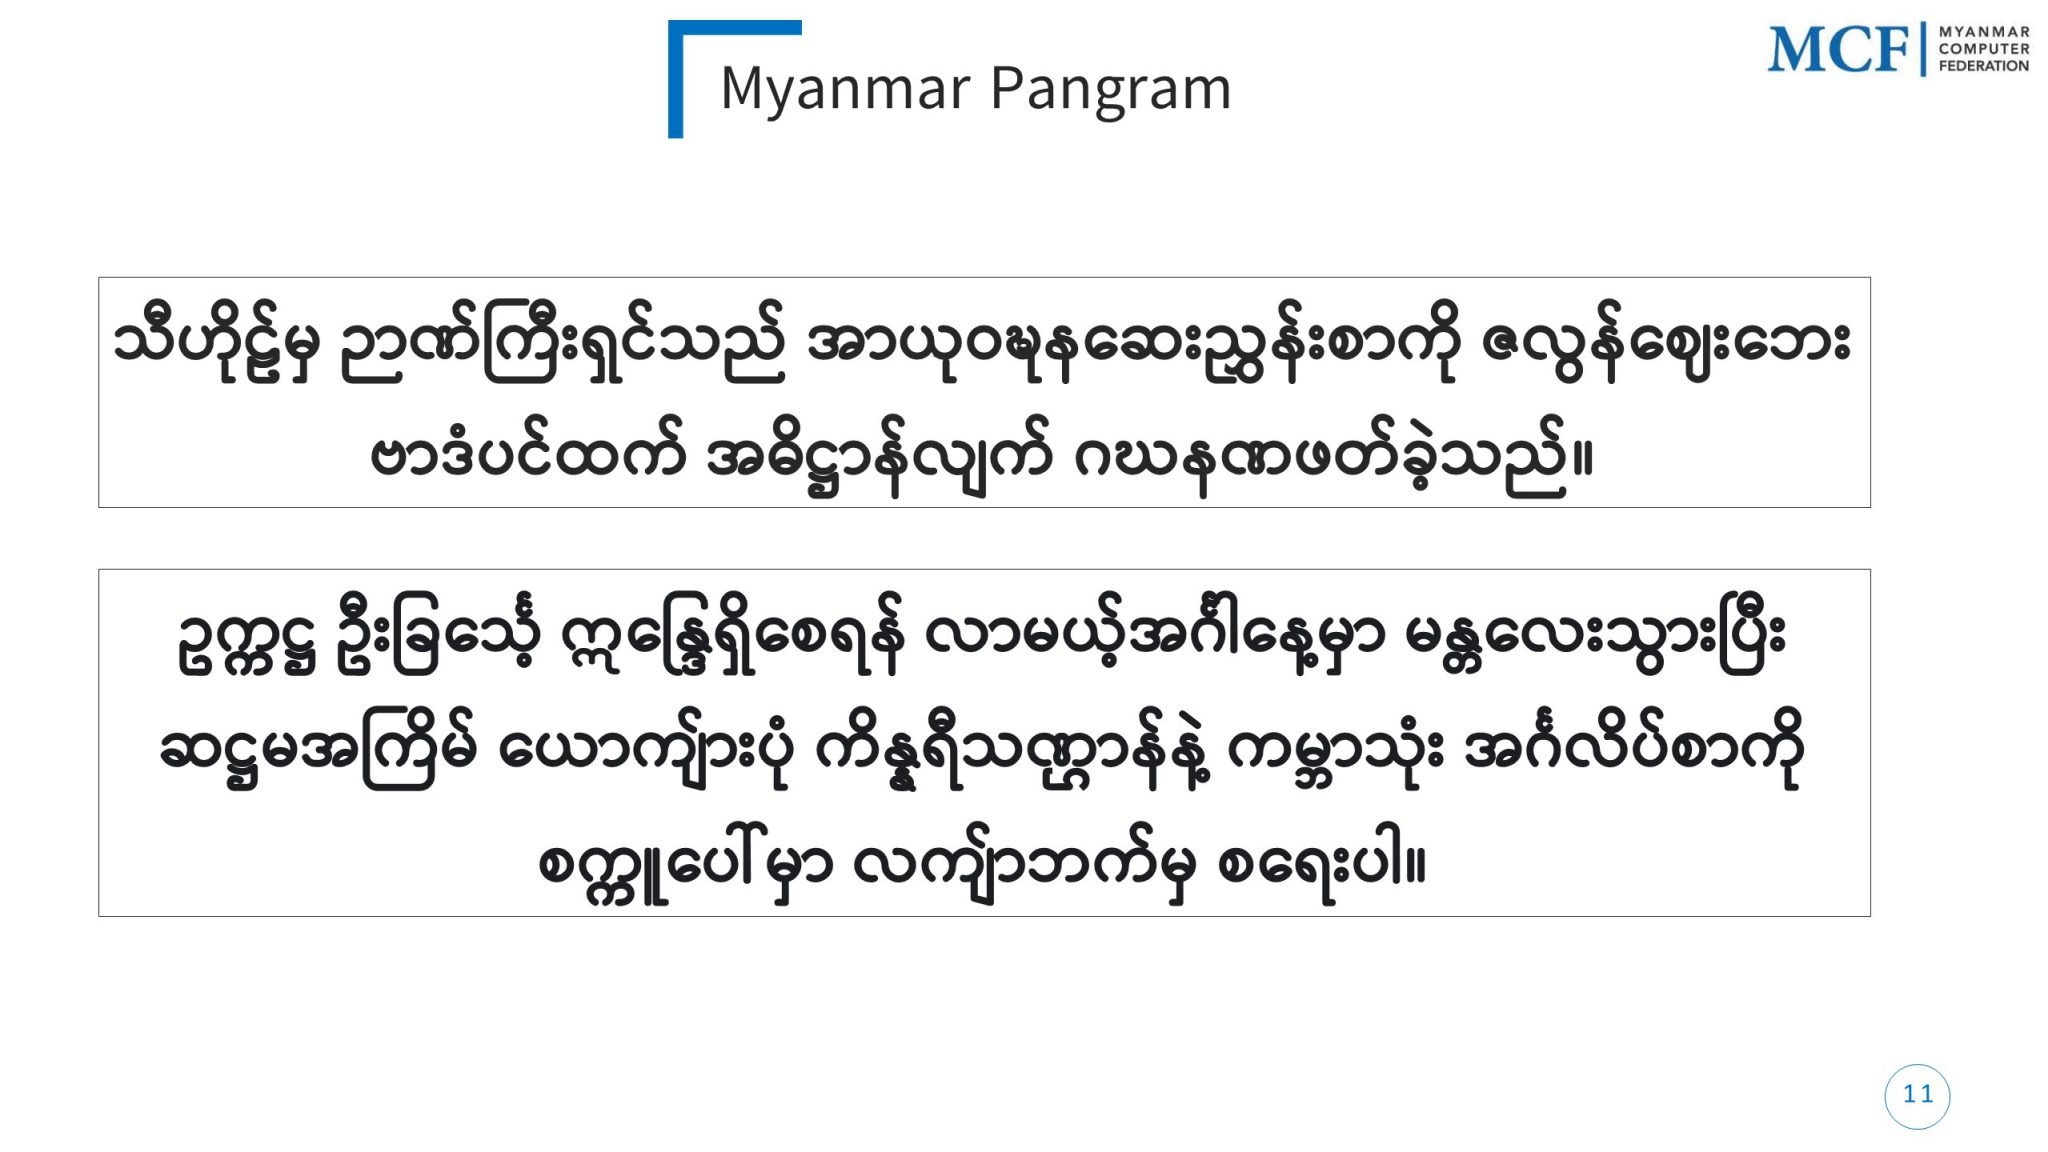 Myanmar Pangram
MCF
MYANMAR
COMPUTER
FEDERATION
သီဟိုဠ်မှ ဉာဏ်ကြီးရှင်သည် အာယုဝဍ္ဎနဆေးညွှန်းစာကို ဇလွန်ဈေးဘေး
ဗာဒံပင်ထက် အဓိဋ္ဌာန်လျက် ဂဃနဏဖတ်ခဲ့သည်။
ဥက္ကဋ္ဌ ဦးခြသေ်္န့ ဣန္ဒြေရှိစေရန် လာမယ့်အင်္ဂါနေ့မှာ မန္တလေးသွားပြီး
ဆဋ္ဌမအကြိမ် ယောကျ်ားပုံ ကိန္နရီသဏ္ဌာန်နဲ့ ကမ္ဘာသုံး အင်္ဂလိပ်စာကို
စက္ကူပေါ်မှာ လကျ်ာဘက်မှ စရေးပါ။
11